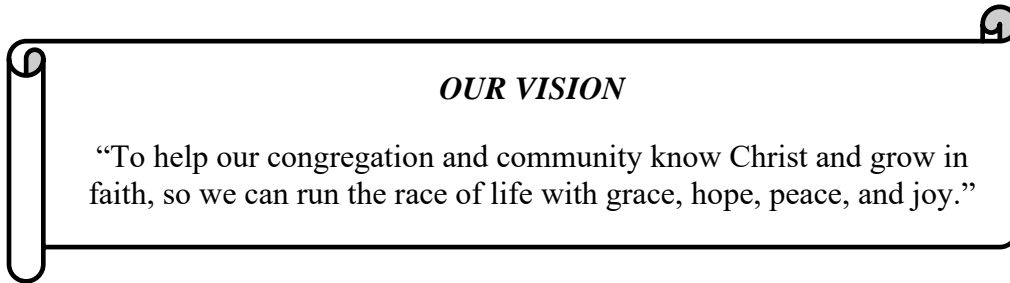 OUR VISION
“To help our congregation and community know Christ and grow in
faith, so we can run the race of life with grace, hope, peace, and joy.”